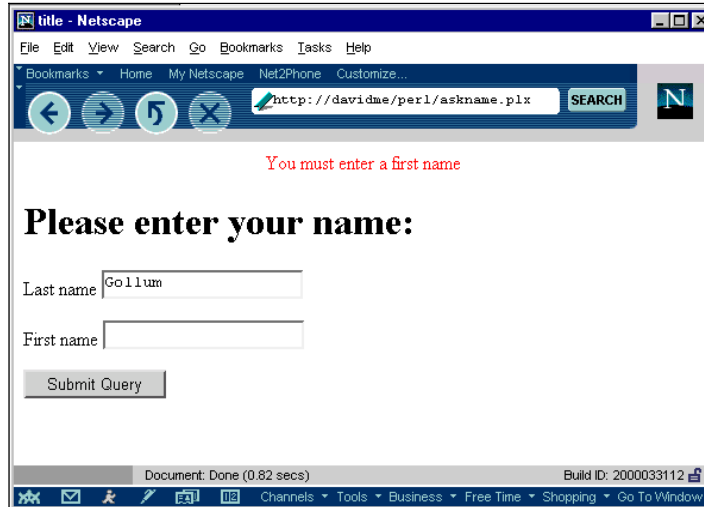 N title - Netscape
File Edit View Search Go Bookmarks Tasks Help
Bookmarks Home My Netscape Net2Phone Customize...
http://davidme/perl/askname.plx SEARCH N
You must enter a first name
Please enter your name:
Last name Gollum
First name
Submit Query
Document: Done (0.82 secs) Build ID: 2000033112
Channels Tools Business Free Time Shopping Go To Window